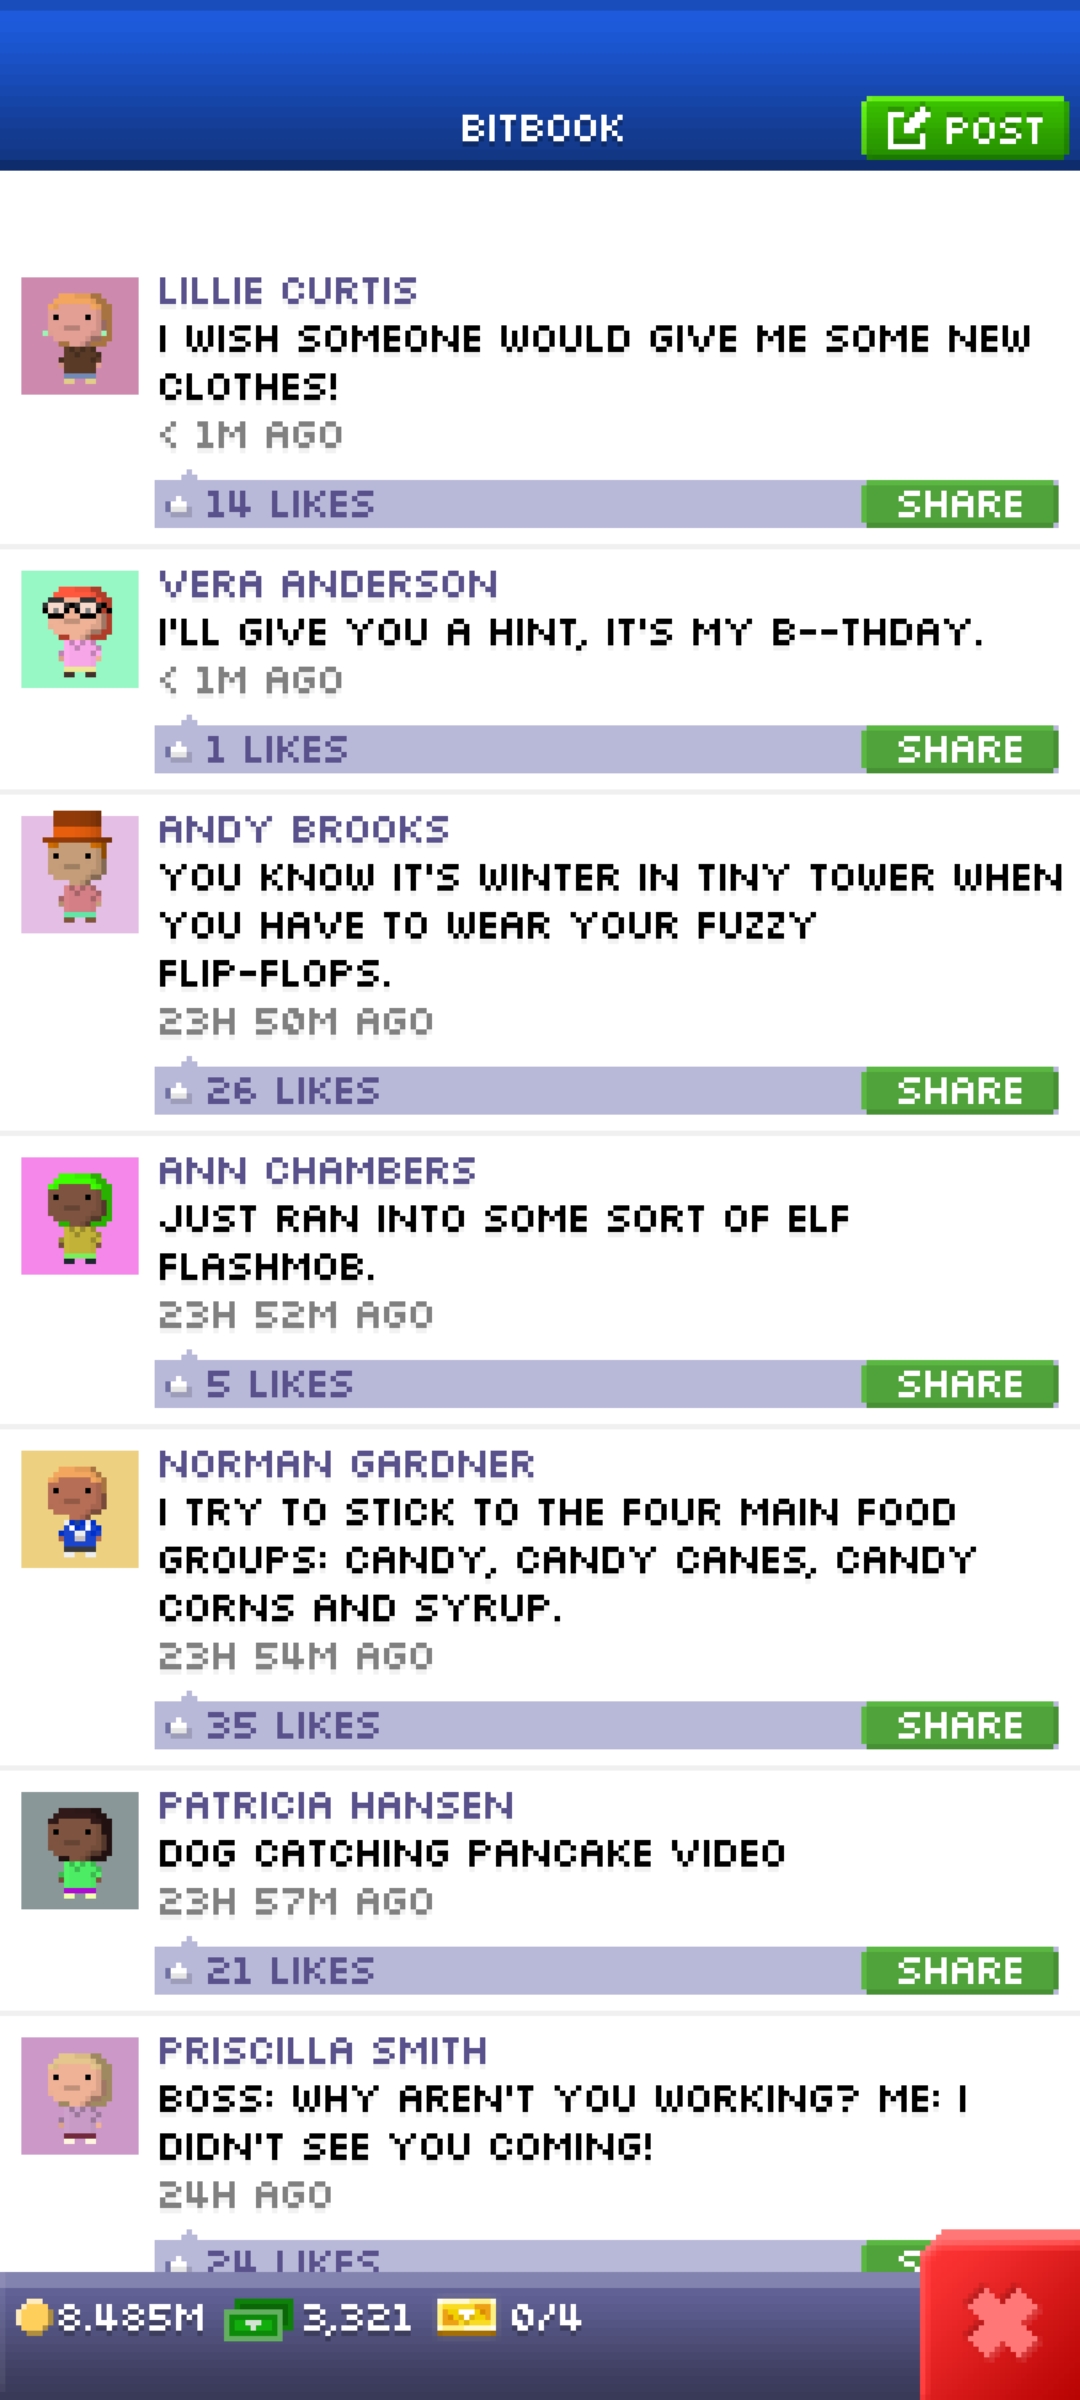 BITBOOK
POST
LILLIE CURTIS
I WISH SOMEONE WOULD GIVE ME SOME NEW
CLOTHES!
< 1M AGO
14 LIKES
SHARE
VERA ANDERSON
I'LL GIVE YOU A HINT, IT'S MY B--THDAY.
< 1M AGO
1 LIKES
SHARE
ANDY BROOKS
YOU KNOW IT'S WINTER IN TINY TOWER WHEN
YOU HAVE TO WEAR YOUR FUZZY
FLIP-FLOPS.
23H 50M AGO
26 LIKES
SHARE
ANN CHAMBERS
JUST RAN INTO SOME SORT OF ELF
FLASHMOB.
23H 52M AGO
5 LIKES
SHARE
NORMAN GARDNER
I TRY TO STICK TO THE FOUR MAIN FOOD
GROUPS: CANDY, CANDY CANES, CANDY
CORNS AND SYRUP.
23H 54M AGO
35 LIKES
SHARE
PATRICIA HANSEN
DOG CATCHING PANCAKE VIDEO
23H 57M AGO
21 LIKES
SHARE
PRISCILLA SMITH
BOSS: WHY AREN'T YOU WORKING? ME: I
DIDN'T SEE YOU COMING!
24H AGO
24 LIKES
8.485M 3,321 0/4